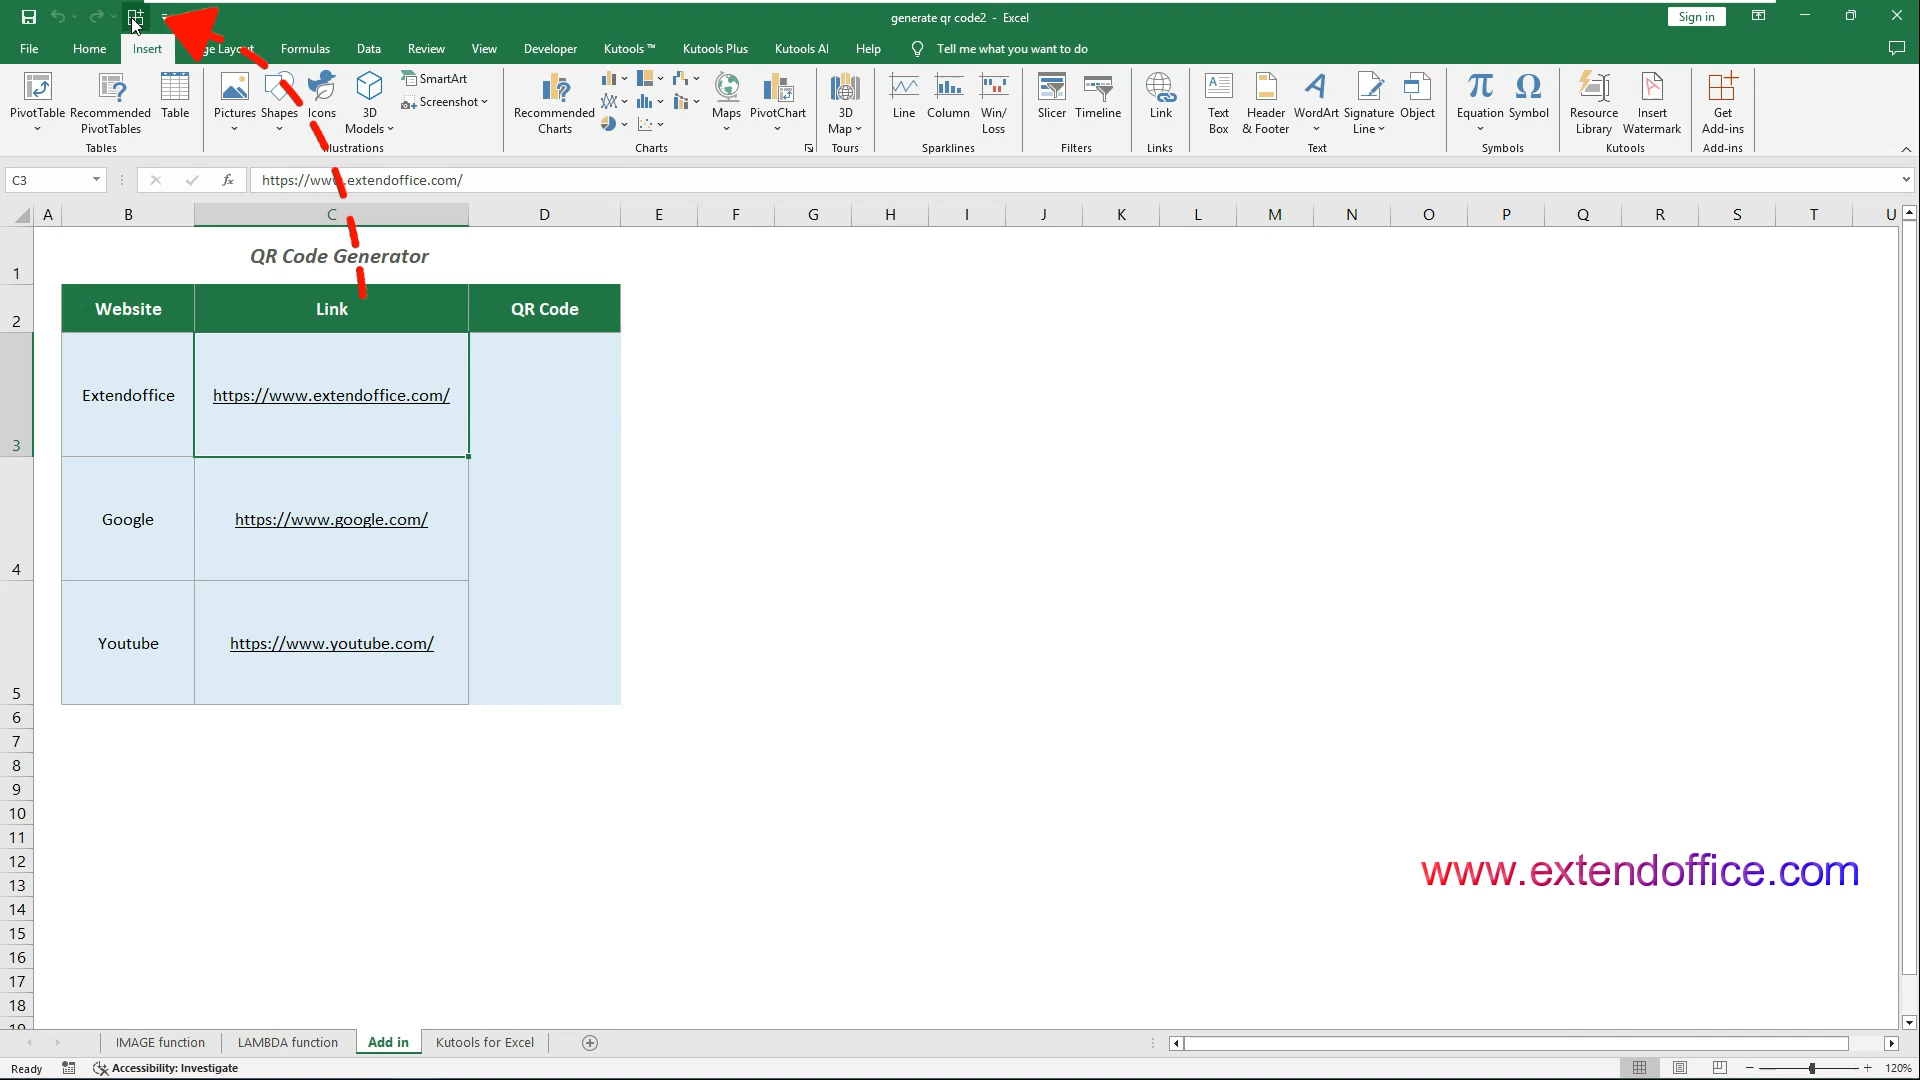 generate qr code2 - Excel
Sign in
File Home Insert Page Layout Formulas Data Review View Developer Kutools ™ Kutools Plus Kutools AI Help Tell me what you want to do
PivotTable
Recommended PivotTables
Table
Tables
Pictures
Shapes
Icons
3D Models
SmartArt
Screenshot
Illustrations
Recommended Charts
Maps
PivotChart
Charts
3D Map
Tours
Line
Column
Win/ Loss
Sparklines
Slicer
Timeline
Filters
Link
Links
Text Box
Header & Footer
WordArt
Signature Line
Object
Text
Equation
Symbol
Symbols
Resource Library
Insert Watermark
Kutools
Get Add-ins
Add-ins
C3
fx
https://www.extendoffice.com/
A B C D E F G H I J K L M N O P Q R S T U
1
QR Code Generator
2
Website Link QR Code
3
Extendoffice https://www.extendoffice.com/
4
Google https://www.google.com/
5
Youtube https://www.youtube.com/
6
7
8
9
10
11
12
13
14
15
16
17
18
19
www.extendoffice.com
IMAGE function LAMBDA function Add in Kutools for Excel
Ready
Accessibility: Investigate
120%